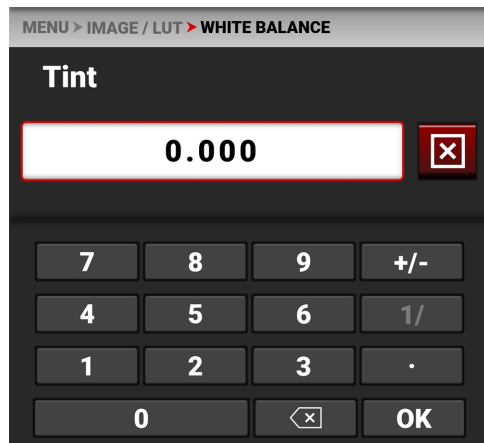 MENU > IMAGE / LUT > WHITE BALANCE
Tint
0.000
7 8 9 +/-
4 5 6 1/
1 2 3 .
0 OK